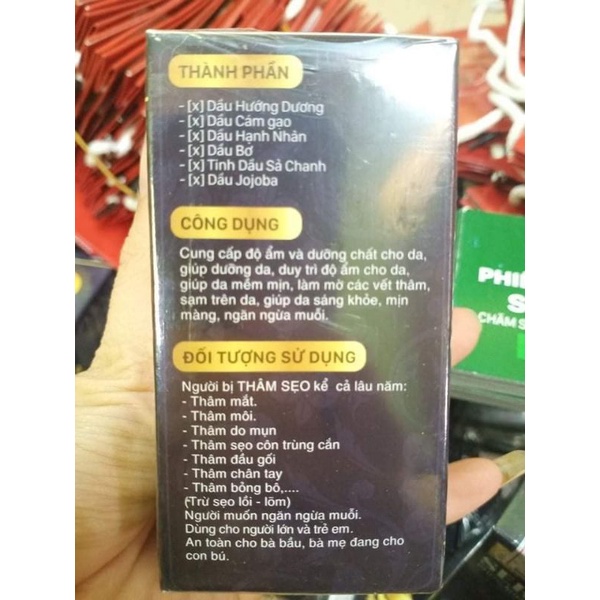 THÀNH PHẦN
- [x] Dầu Hướng Dương
- [x] Dầu Cám gạo
- [x] Dầu Hạnh Nhân
- [x] Dầu Bơ
- [x] Tinh Dầu Sả Chanh
- [x] Dầu Jojoba
CÔNG DỤNG
Cung cấp độ ẩm và dưỡng chất cho da,
giúp dưỡng da, duy trì độ ẩm cho da,
giúp da mềm mịn, làm mờ các vết thâm,
sạm trên da, giúp da sáng khỏe, mịn
màng, ngăn ngừa muỗi.
ĐỐI TƯỢNG SỬ DỤNG
Người bị THÂM SẸO kể cả lâu năm:
- Thâm mắt.
- Thâm môi.
- Thâm do mụn
- Thâm sẹo côn trùng cắn
- Thâm đầu gối
- Thâm chân tay
- Thâm bỏng bô,....
(Trừ sẹo lồi - lõm)
Người muốn ngăn ngừa muỗi.
Dùng cho người lớn và trẻ em.
An toàn cho bà bầu, bà mẹ đang cho
con bú.
PHI
S
CHĂM S